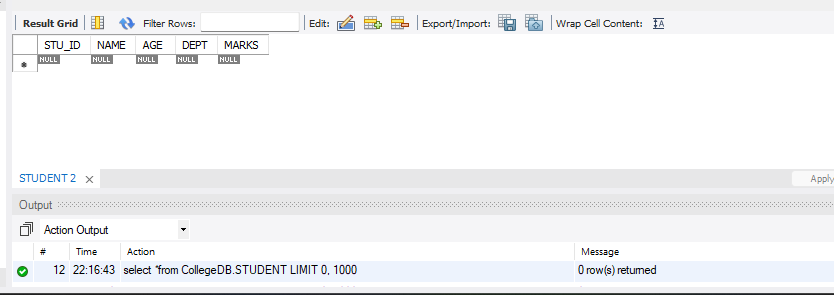 Result Grid Filter Rows: Edit: Export/Import: Wrap Cell Content: IA
STU_ID NAME AGE DEPT MARKS
NULL NULL NULL NULL NULL
STUDENT 2 Apply
Output
Action Output
# Time Action Message
12 22:16:43 select *from CollegeDB.STUDENT LIMIT 0, 1000 0 row(s) returned